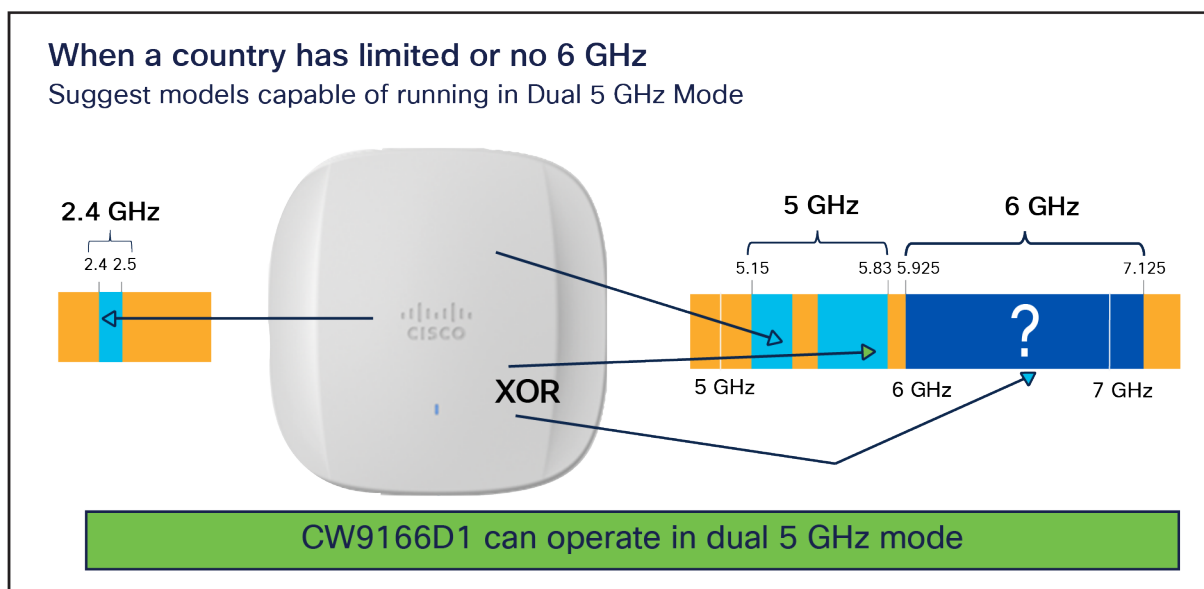 When a country has limited or no 6 GHz
Suggest models capable of running in Dual 5 GHz Mode
2.4 GHz
2.4 2.5
5 GHz
6 GHz
5.15
5.83
5.925
7.125
CISCO
?
XOR
5 GHz
6 GHz
7 GHz
CW9166D1 can operate in dual 5 GHz mode